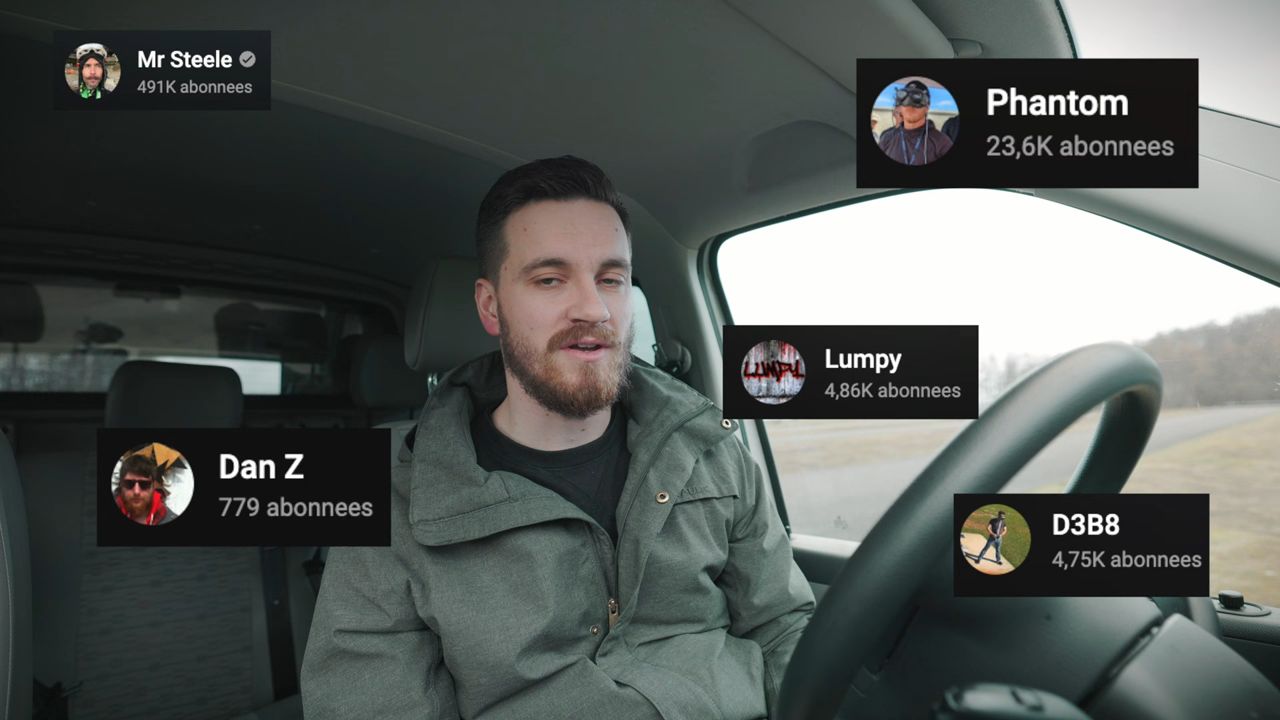 Mr Steele
491K abonnees
Phantom
23,6K abonnees
Lumpy
4,86K abonnees
Dan Z
779 abonnees
D3B8
4,75K abonnees
LUMPY